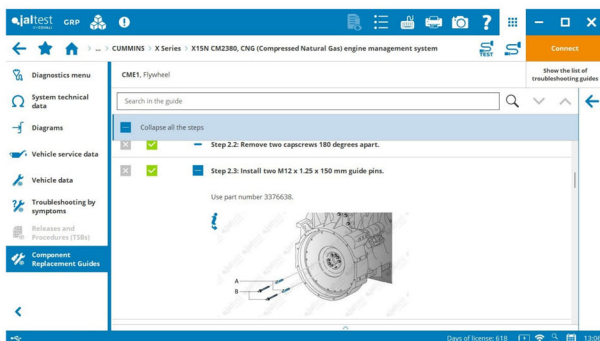 jaltest GRP
TEST
CUMMINS > X Series > X15N CM2380, CNG (Compressed Natural Gas) engine management system
Connect
Diagnostics menu
System technical data
Diagrams
Vehicle service data
Vehicle data
Troubleshooting by symptoms
Releases and Procedures (TSBs)
Component Replacement Guides
CME1, Flywheel
Show the list of troubleshooting guides
Search in the guide
Collapse all the steps
Step 2.2: Remove two capscrews 180 degrees apart.
Step 2.3: Install two M12 x 1.25 x 150 mm guide pins.
Use part number 3376638.
A
B
Days of license: 618
13:06